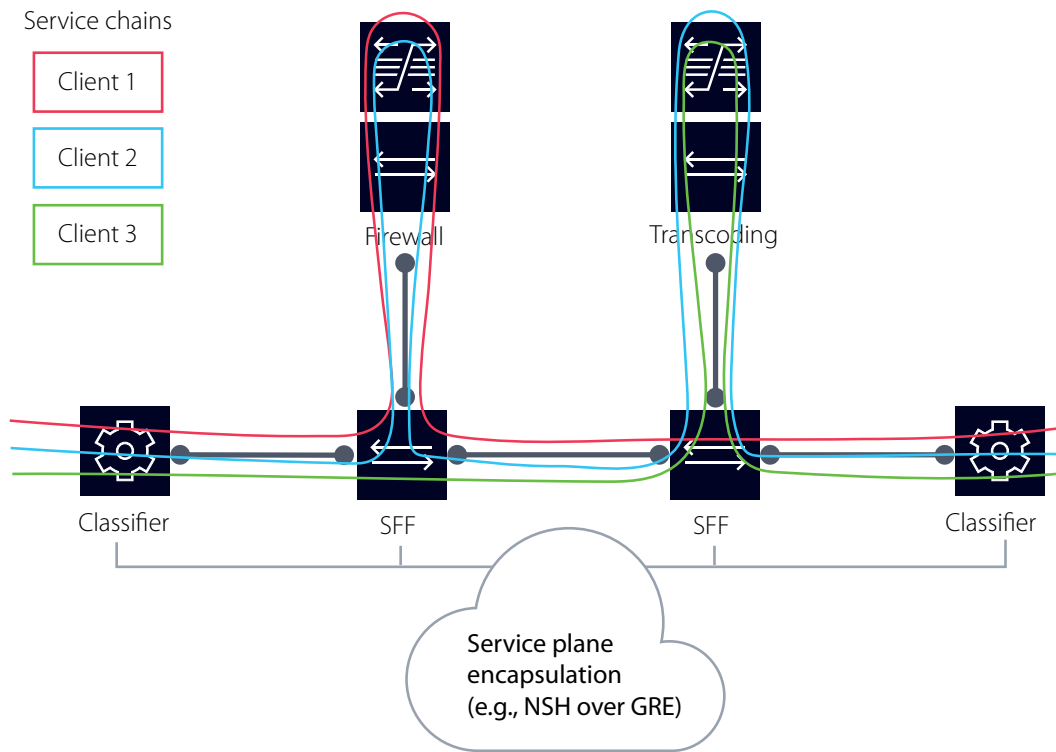 Service chains
Client 1
Client 2
Client 3
Firewall
Transcoding
Classifier
SFF
SFF
Classifier
Service plane
encapsulation
(e.g., NSH over GRE)